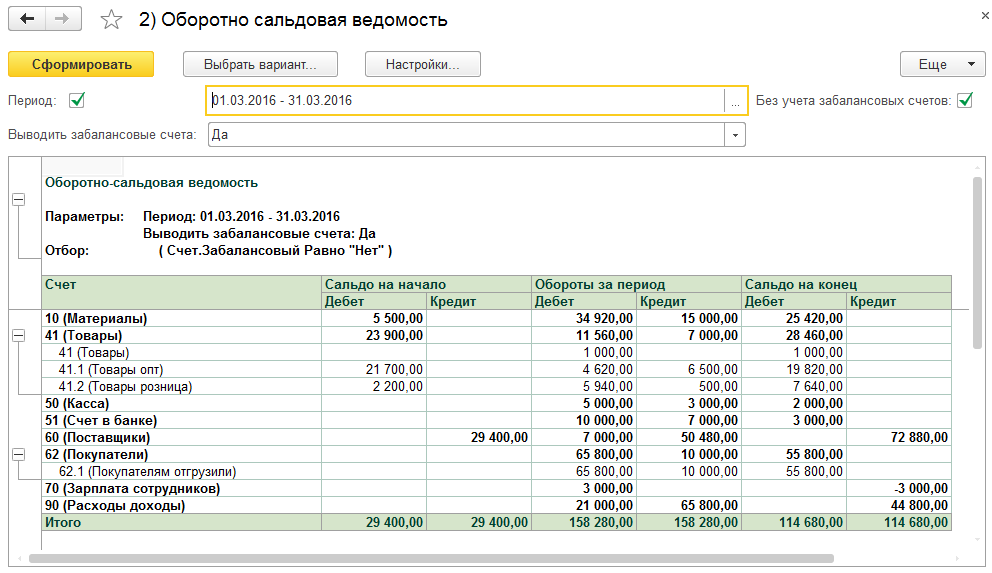 2) Оборотно сальдовая ведомость
Сформировать Выбрать вариант... Настройки... Еще
Период: 01.03.2016 - 31.03.2016 ... Без учета забалансовых счетов:
Выводить забалансовые счета: Да
Оборотно-сальдовая ведомость
Параметры: Период: 01.03.2016 - 31.03.2016
Выводить забалансовые счета: Да
Отбор: ( Счет.Забалансовый Равно "Нет" )
Счет Сальдо на начало Обороты за период Сальдо на конец
Дебет Кредит Дебет Кредит Дебет Кредит
10 (Материалы) 5 500,00 34 920,00 15 000,00 25 420,00
41 (Товары) 23 900,00 11 560,00 7 000,00 28 460,00
41 (Товары) 1 000,00 1 000,00
41.1 (Товары опт) 21 700,00 4 620,00 6 500,00 19 820,00
41.2 (Товары розница) 2 200,00 5 940,00 500,00 7 640,00
50 (Касса) 5 000,00 3 000,00 2 000,00
51 (Счет в банке) 10 000,00 7 000,00 3 000,00
60 (Поставщики) 29 400,00 7 000,00 50 480,00 72 880,00
62 (Покупатели) 65 800,00 10 000,00 55 800,00
62.1 (Покупателям отгрузили) 65 800,00 10 000,00 55 800,00
70 (Зарплата сотрудников) 3 000,00 -3 000,00
90 (Расходы доходы) 21 000,00 65 800,00 44 800,00
Итого 29 400,00 29 400,00 158 280,00 158 280,00 114 680,00 114 680,00